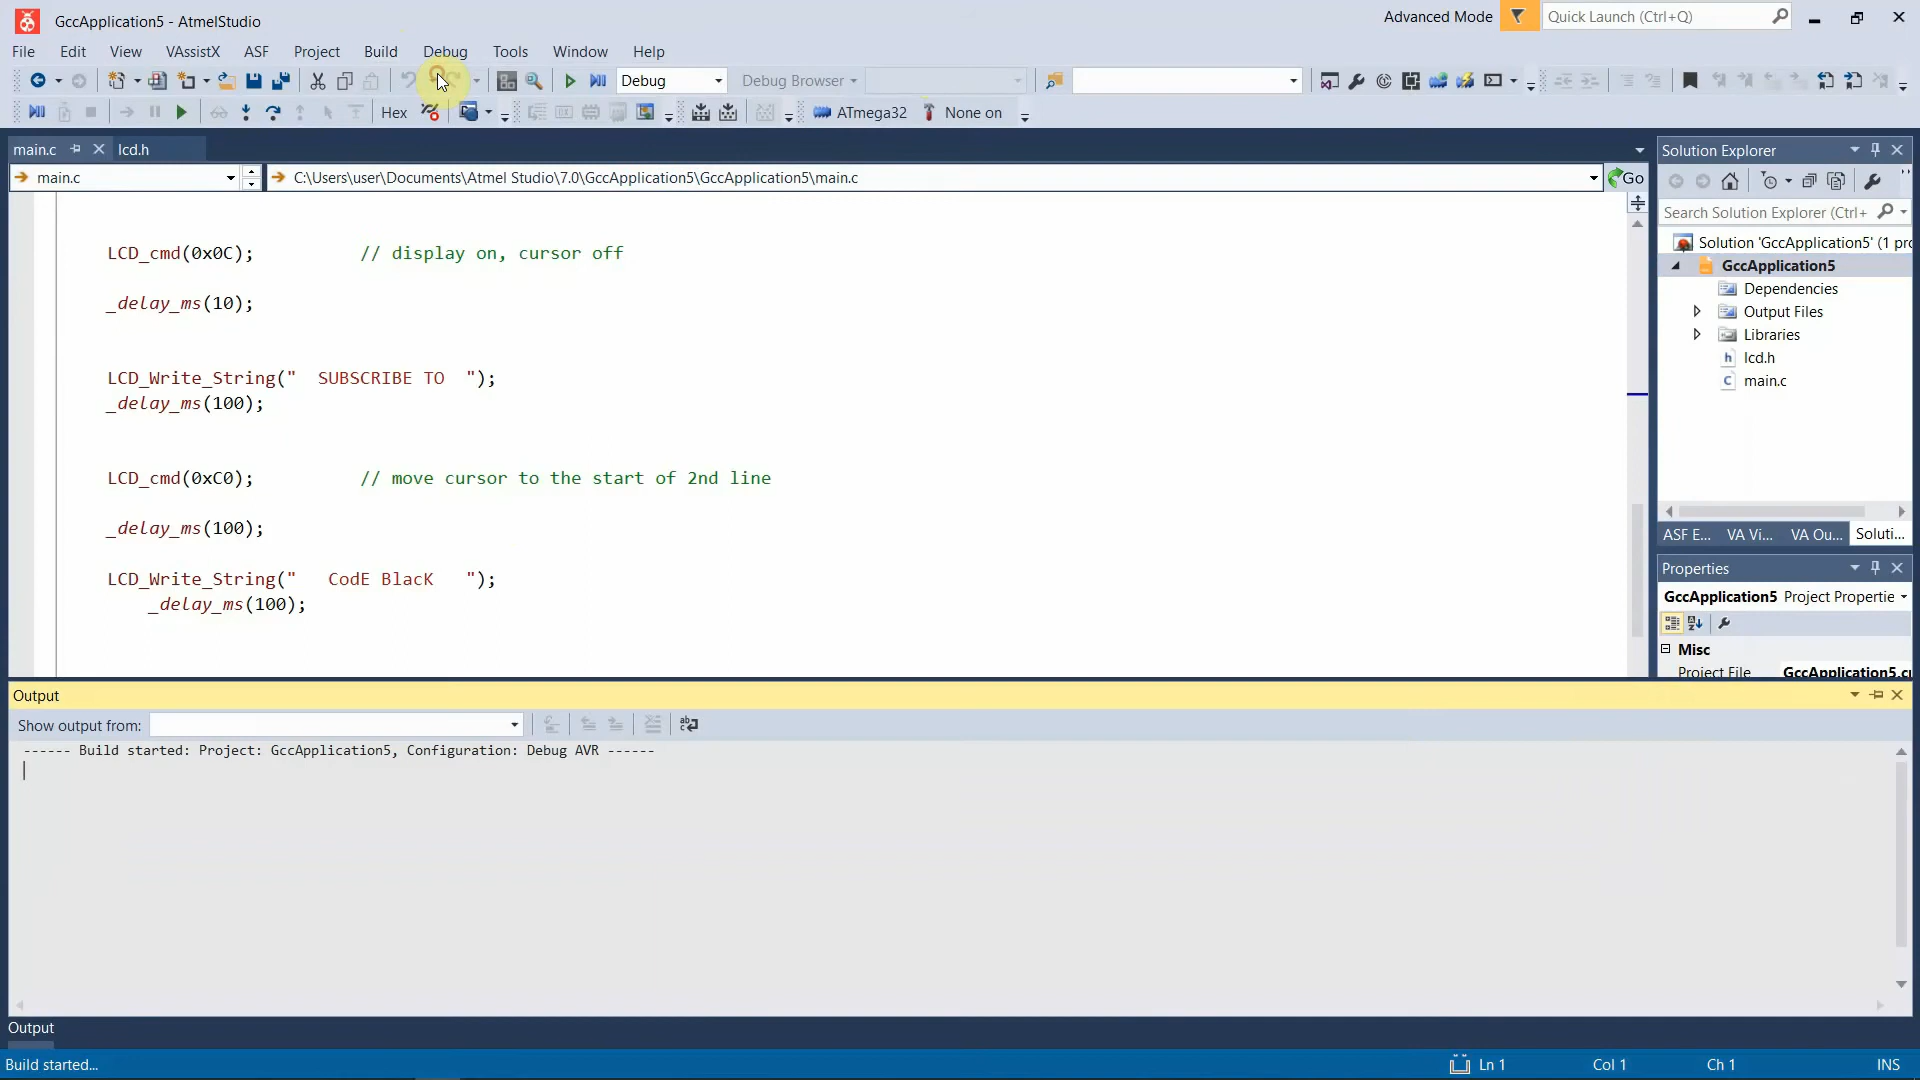 GccApplication5 - AtmelStudio
Advanced Mode
Quick Launch (Ctrl+Q)
File Edit View VAssistX ASF Project Build Debug Tools Window Help
Debug
Debug Browser
Hex
ATmega32
None on
main.c
lcd.h
main.c
C:\Users\user\Documents\Atmel Studio\7.0\GccApplication5\GccApplication5\main.c
Go
LCD_cmd(0x0C); // display on, cursor off
_delay_ms(10);
LCD_Write_String("  SUBSCRIBE TO  ");
_delay_ms(100);
LCD_cmd(0xC0); // move cursor to the start of 2nd line
_delay_ms(100);
LCD_Write_String("   CodE BlacK   ");
_delay_ms(100);
Solution Explorer
Search Solution Explorer (Ctrl+
Solution 'GccApplication5' (1 pro
GccApplication5
Dependencies
Output Files
Libraries
lcd.h
main.c
ASF E... VA Vi... VA Ou... Soluti...
Properties
GccApplication5 Project Propertie
Misc
Project File GccApplication5.c
Output
Show output from:
------ Build started: Project: GccApplication5, Configuration: Debug AVR ------
Output
Build started...
Ln 1
Col 1
Ch 1
INS